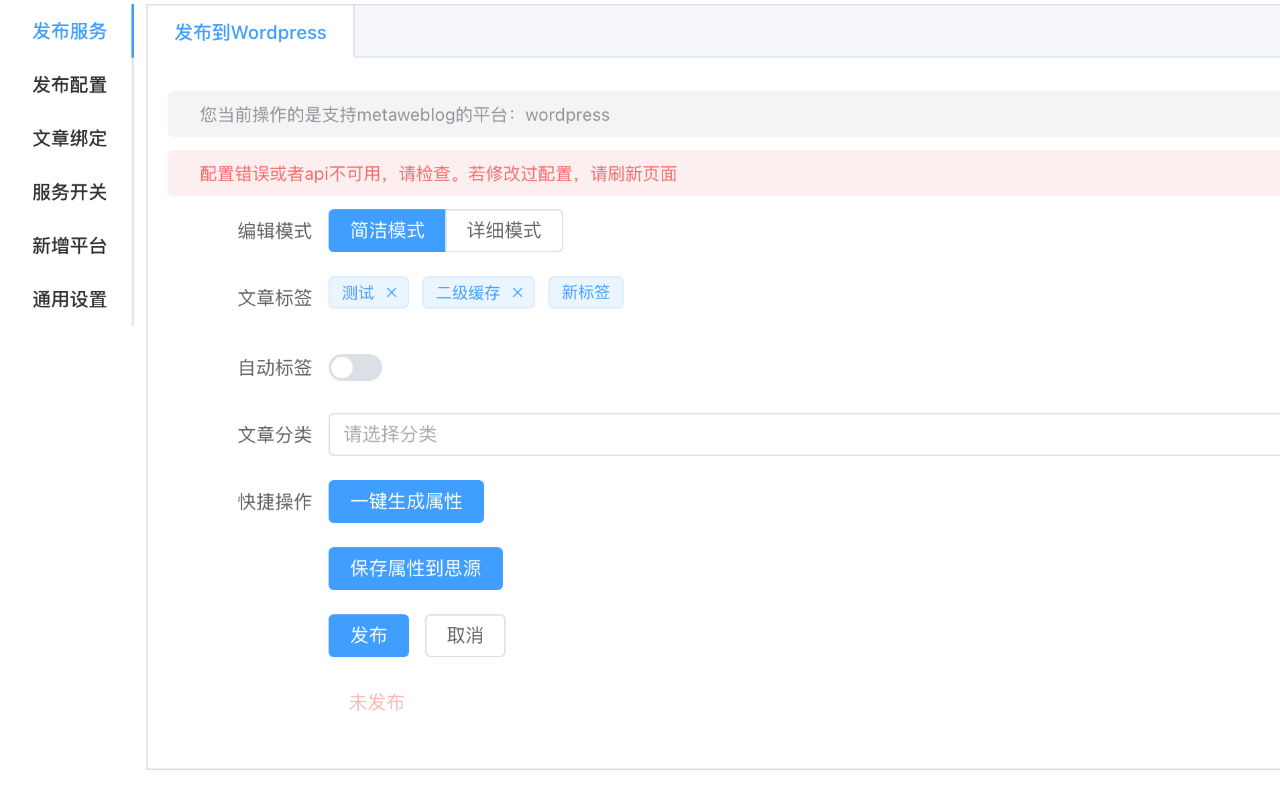 发布服务
发布配置
文章绑定
服务开关
新增平台
通用设置
发布到Wordpress
您当前操作的是支持metaweblog的平台：wordpress
配置错误或者api不可用，请检查。若修改过配置，请刷新页面
编辑模式 简洁模式 详细模式
文章标签 测试 × 二级缓存 × 新标签
自动标签
文章分类 请选择分类
快捷操作 一键生成属性
保存属性到思源
发布 取消
未发布